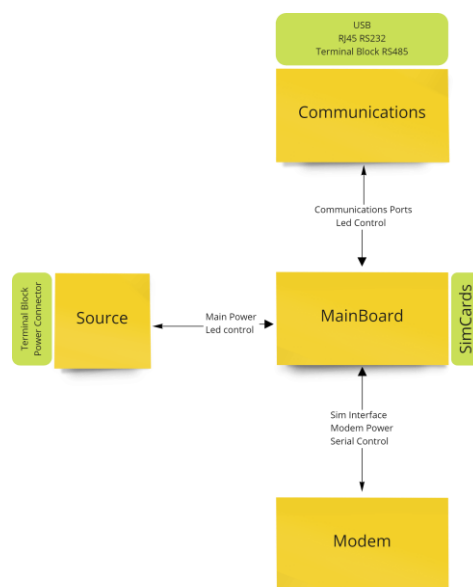 USB
RJ45 RS232
Terminal Block RS485
Communications
Communications Ports
Led Control
Terminal Block
Power Connector
Source
Main Power
Led control
MainBoard
SimCards
Sim Interface
Modem Power
Serial Control
Modem